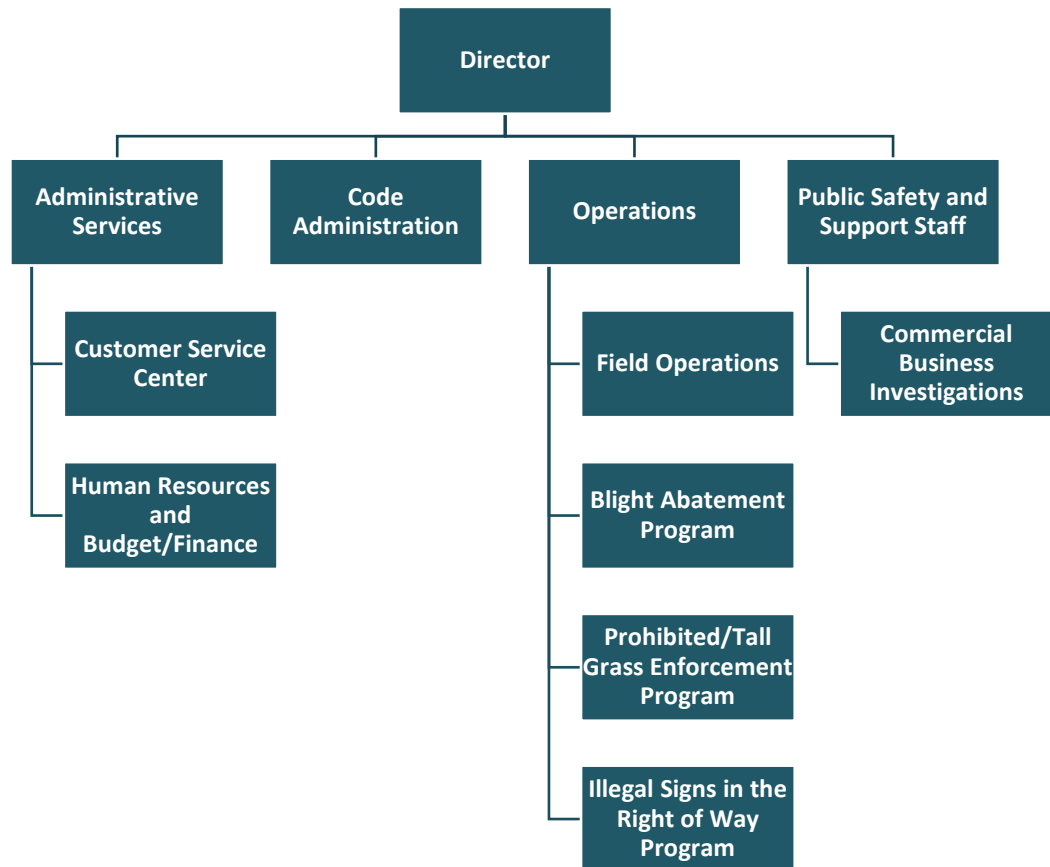 Director
Administrative
Services
Code
Administration
Operations
Public Safety and
Support Staff
Customer Service
Center
Field Operations
Commercial
Business
Investigations
Human Resources
and
Budget/Finance
Blight Abatement
Program
Prohibited/Tall
Grass Enforcement
Program
Illegal Signs in the
Right of Way
Program